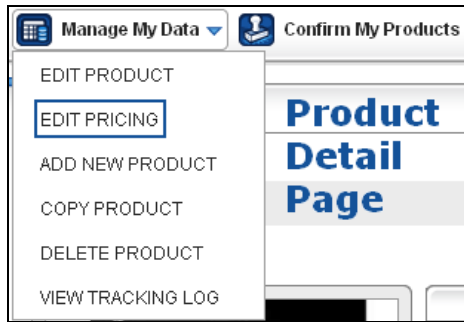 Manage My Data Confirm My Products
EDIT PRODUCT
EDIT PRICING
ADD NEW PRODUCT
COPY PRODUCT
DELETE PRODUCT
VIEW TRACKING LOG
Product
Detail
Page